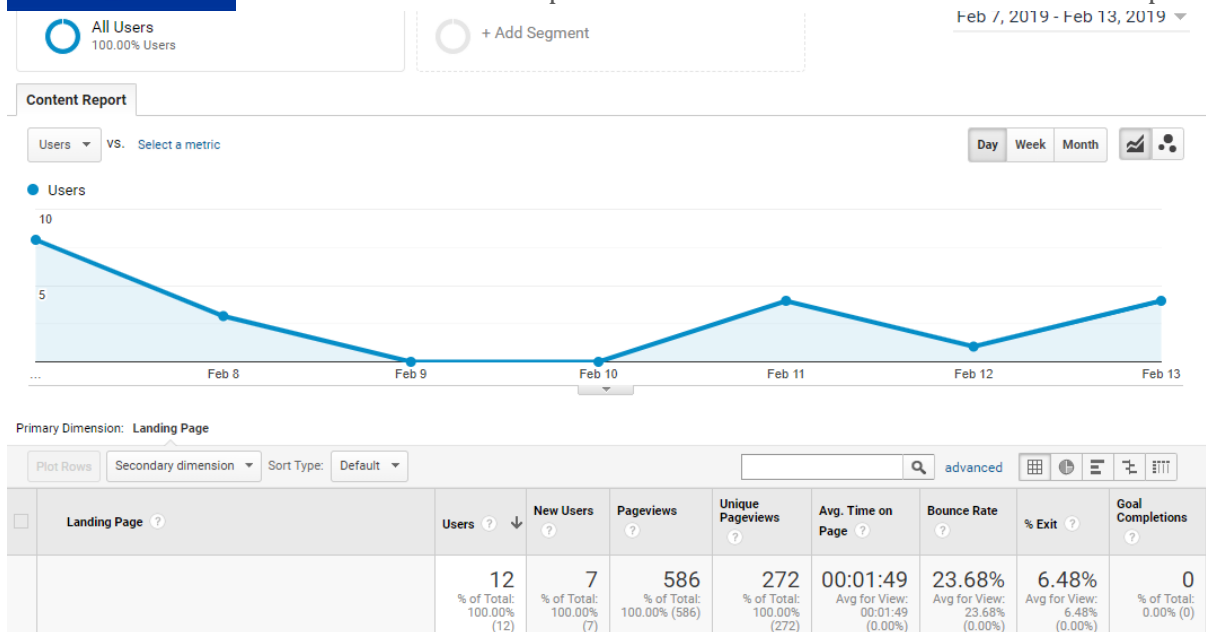 All Users
100.00% Users
+ Add Segment
Feb 7, 2019 - Feb 13, 2019
Content Report
Users VS. Select a metric
Day Week Month
Users
10
5
... Feb 8 Feb 9 Feb 10 Feb 11 Feb 12 Feb 13
Primary Dimension: Landing Page
Plot Rows Secondary dimension Sort Type: Default advanced
Landing Page ? Users ? New Users ? Pageviews ? Unique Pageviews ? Avg. Time on Page ? Bounce Rate ? % Exit ? Goal Completions ?
12 7 586 272 00:01:49 23.68% 6.48% 0
% of Total: 100.00% (12) % of Total: 100.00% (7) % of Total: 100.00% (586) % of Total: 100.00% (272) Avg for View: 00:01:49 (0.00%) Avg for View: 23.68% (0.00%) Avg for View: 6.48% (0.00%) % of Total: 0.00% (0)